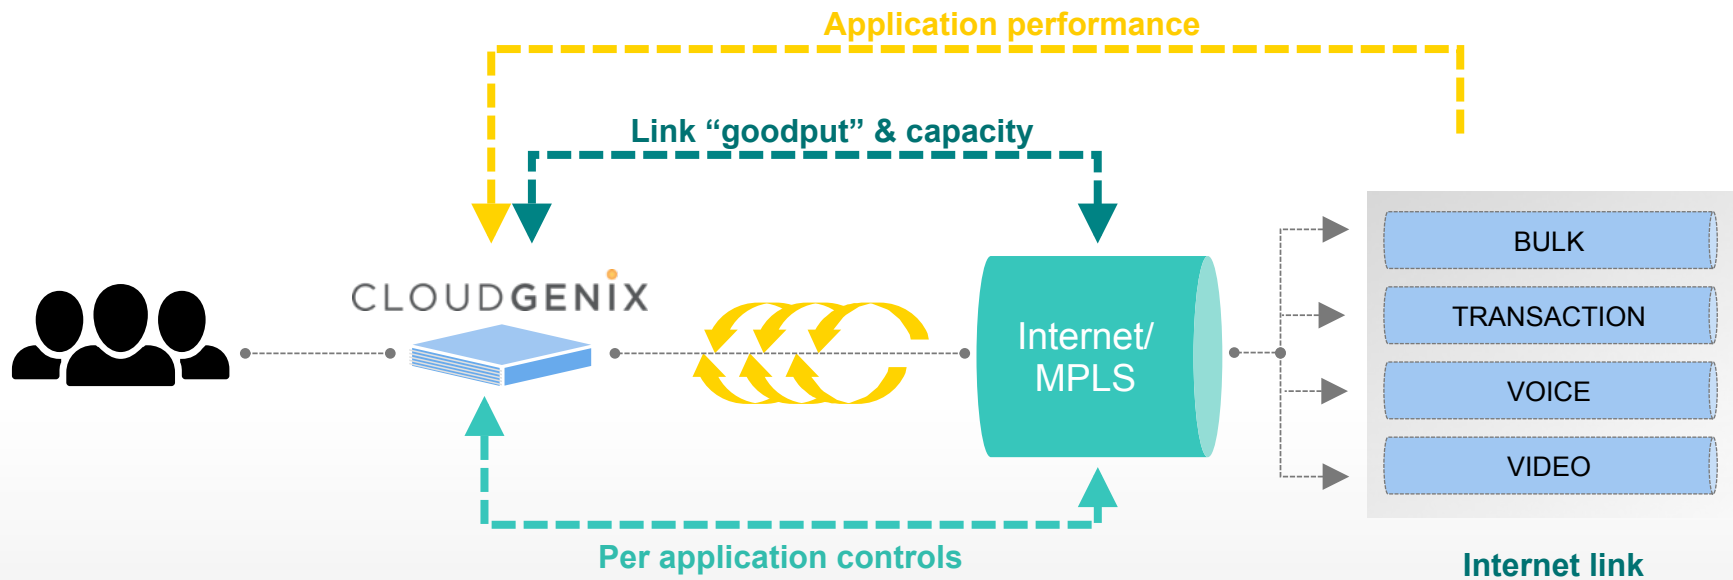 Application performance
Link “goodput” & capacity
CLOUDGENIX
Internet/
MPLS
BULK
TRANSACTION
VOICE
VIDEO
Per application controls
Internet link